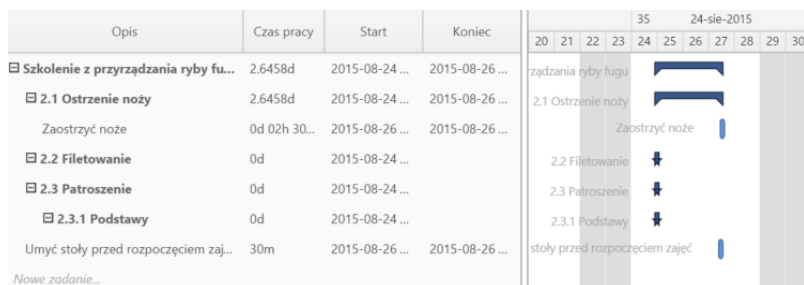 Opis Czas pracy Start Koniec 35 24-sie-2015
20 21 22 23 24 25 26 27 28 29 30
Szkolenie z przyrządzania ryby fu... 2.6458d 2015-08-24 ... 2015-08-26 ... rządzania ryby fugu
2.1 Ostrzenie noży 2.6458d 2015-08-24 ... 2015-08-26 ... 2.1 Ostrzenie noży
Zaostrzyć noże 0d 02h 30... 2015-08-26 ... 2015-08-26 ... Zaostrzyć noże
2.2 Filetowanie 0d 2015-08-24 ... 2.2 Filetowanie
2.3 Patroszenie 0d 2015-08-24 ... 2.3 Patroszenie
2.3.1 Podstawy 0d 2015-08-24 ... 2.3.1 Podstawy
Umyć stoły przed rozpoczęciem zaj... 30m 2015-08-26 ... 2015-08-26 ... stoły przed rozpoczęciem zajęć
Nowe zadanie...